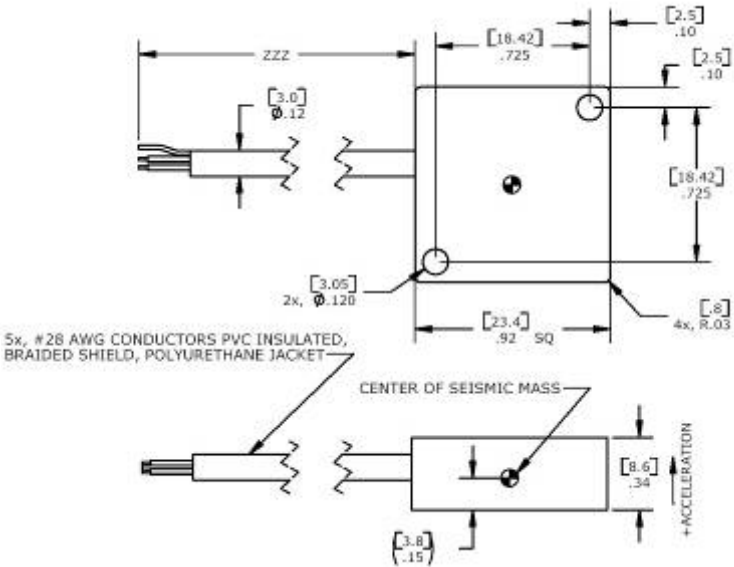 [2.5]
.10
[18.42]
.725
ZZZ
[2.5]
.10
[3.0]
Ø.12
[18.42]
.725
[3.05]
2x, Ø.120
[.8]
4x, R.03
[23.4]
.92 SQ
5x, #28 AWG CONDUCTORS PVC INSULATED,
BRAIDED SHIELD, POLYURETHANE JACKET
CENTER OF SEISMIC MASS
[8.6]
.34
+ACCELERATION
([3.8]
.15)